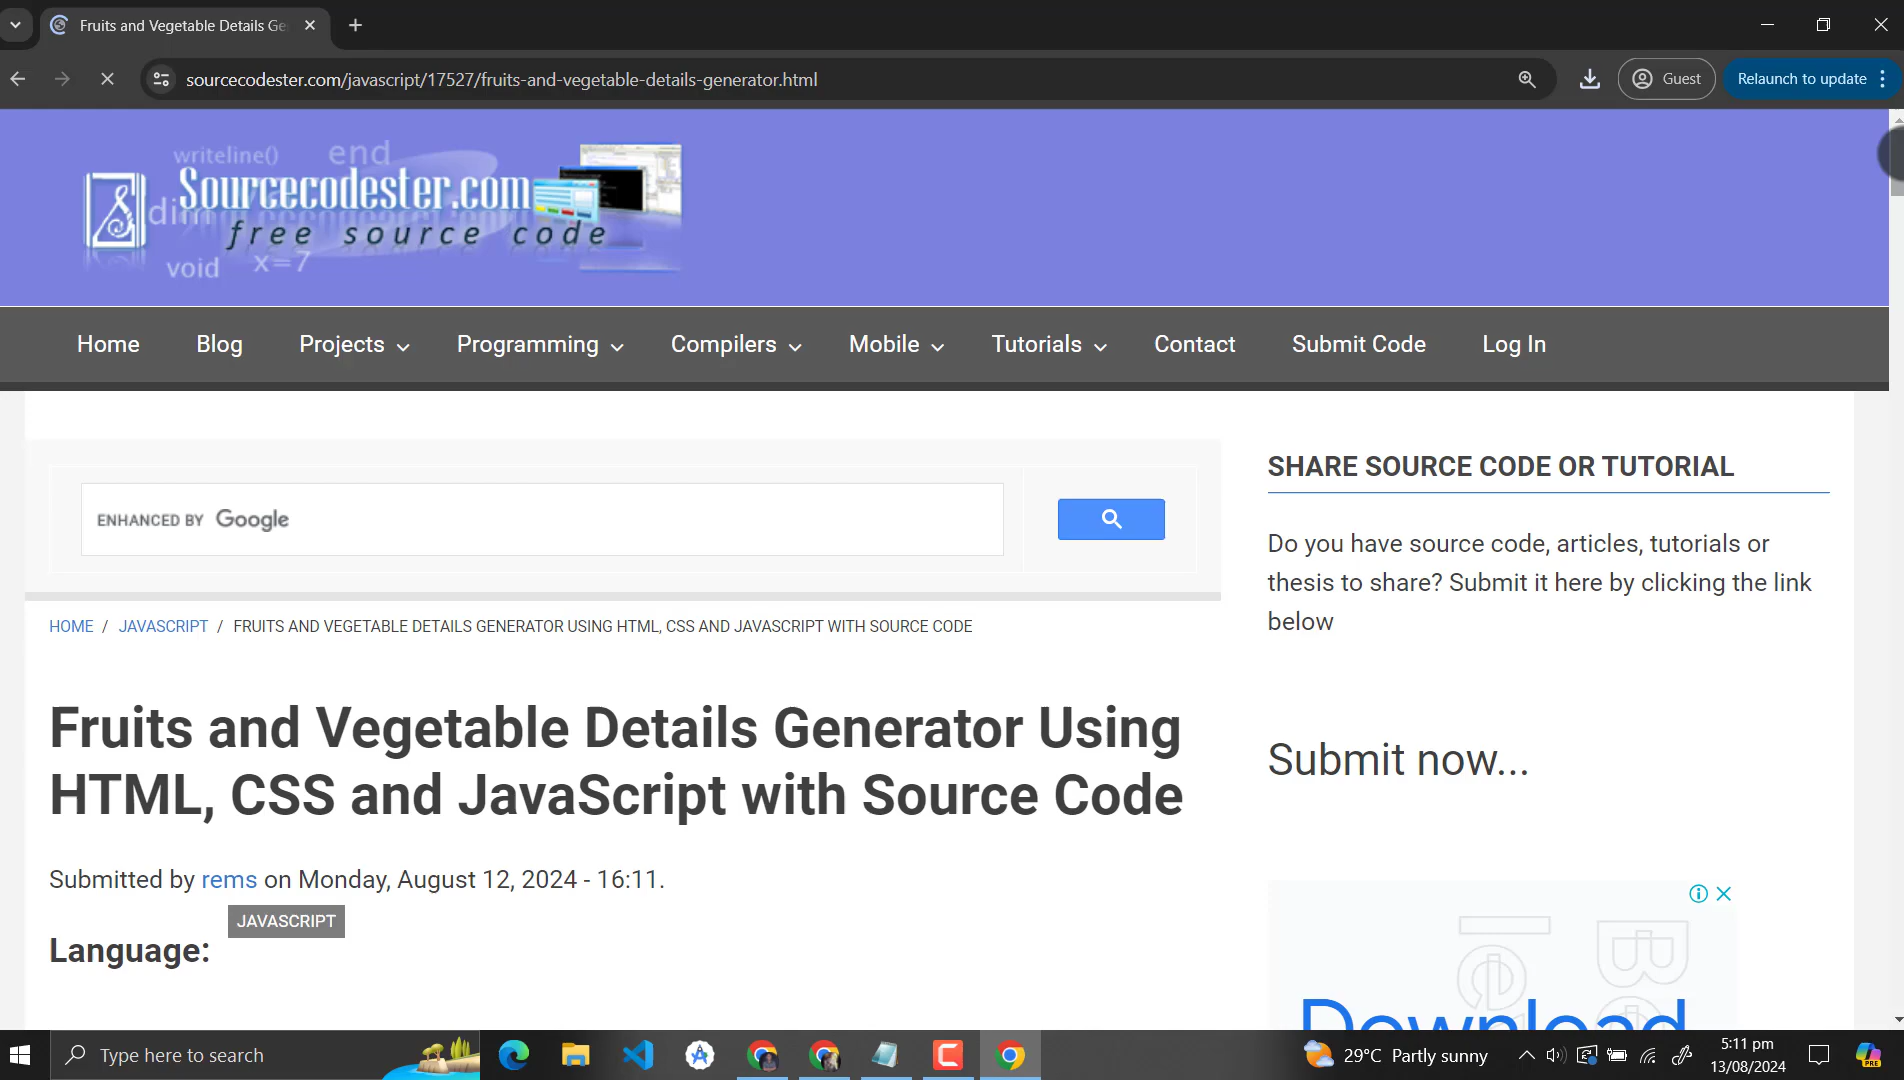 Fruits and Vegetable Details Ge
sourcecodester.com/javascript/17527/fruits-and-vegetable-details-generator.html
Guest
Relaunch to update
writeline()
end
Sourcecodester.com
dim
free source code
void
x=7
Home
Blog
Projects
Programming
Compilers
Mobile
Tutorials
Contact
Submit Code
Log In
ENHANCED BY Google
HOME / JAVASCRIPT / FRUITS AND VEGETABLE DETAILS GENERATOR USING HTML, CSS AND JAVASCRIPT WITH SOURCE CODE
Fruits and Vegetable Details Generator Using
HTML, CSS and JavaScript with Source Code
Submitted by rems on Monday, August 12, 2024 - 16:11.
JAVASCRIPT
Language:
SHARE SOURCE CODE OR TUTORIAL
Do you have source code, articles, tutorials or
thesis to share? Submit it here by clicking the link
below
Submit now...
Download
Type here to search
29°C Partly sunny
5:11 pm
13/08/2024
PRE